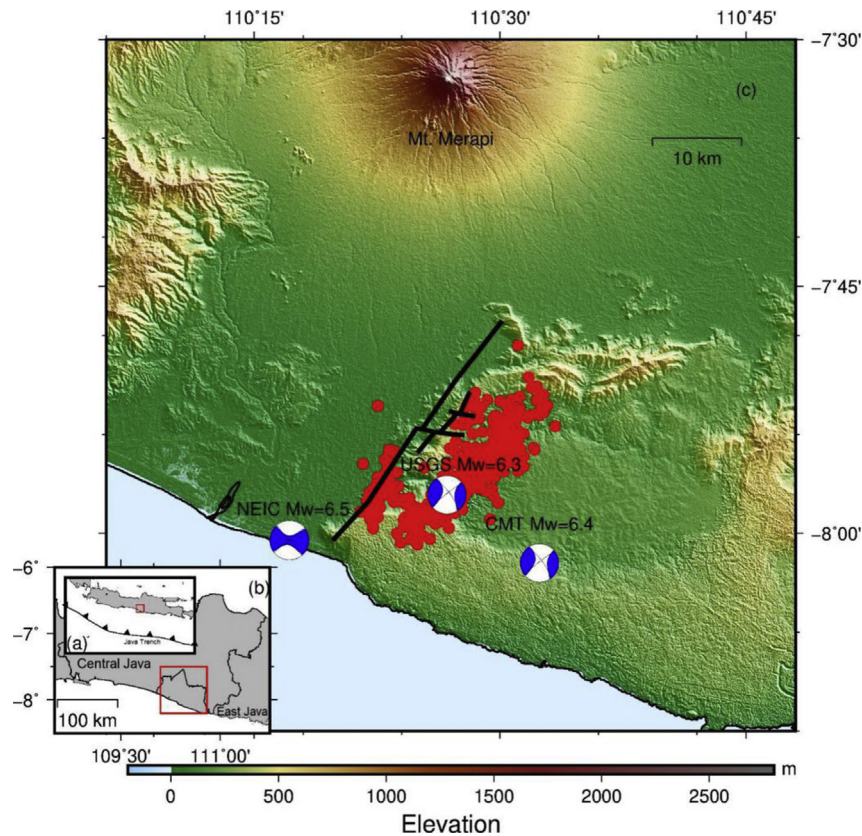 110°15'
110°30'
110°45'
-7°30'
(c)
Mt. Merapi
10 km
-7°45'
USGS Mw=6.3
NEIC Mw=6.5
CMT Mw=6.4
-8°00'
-6°
(b)
-7°
Java Trench
(a)
Central Java
-8°
East Java
100 km
109°30'
111°00'
m
0
500
1000
1500
2000
2500
Elevation